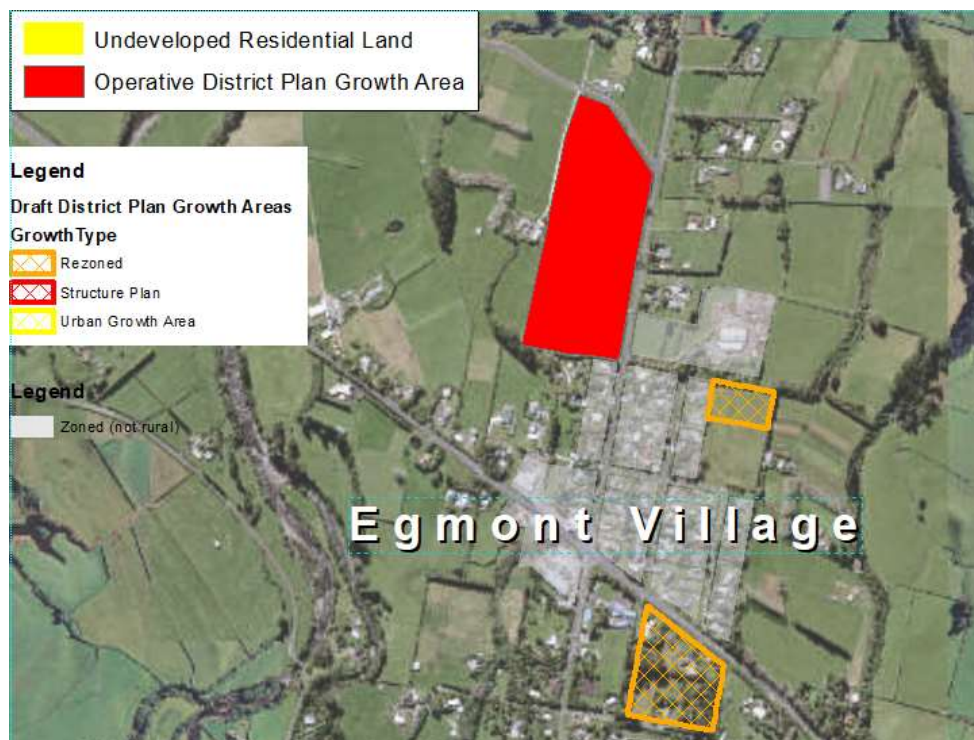 Undeveloped Residential Land
Operative District Plan Growth Area
Legend
Draft District Plan Growth Areas
GrowthType
Rezoned
Structure Plan
Urban Growth Area
Legend
Zoned (not rural)
Egmont Village